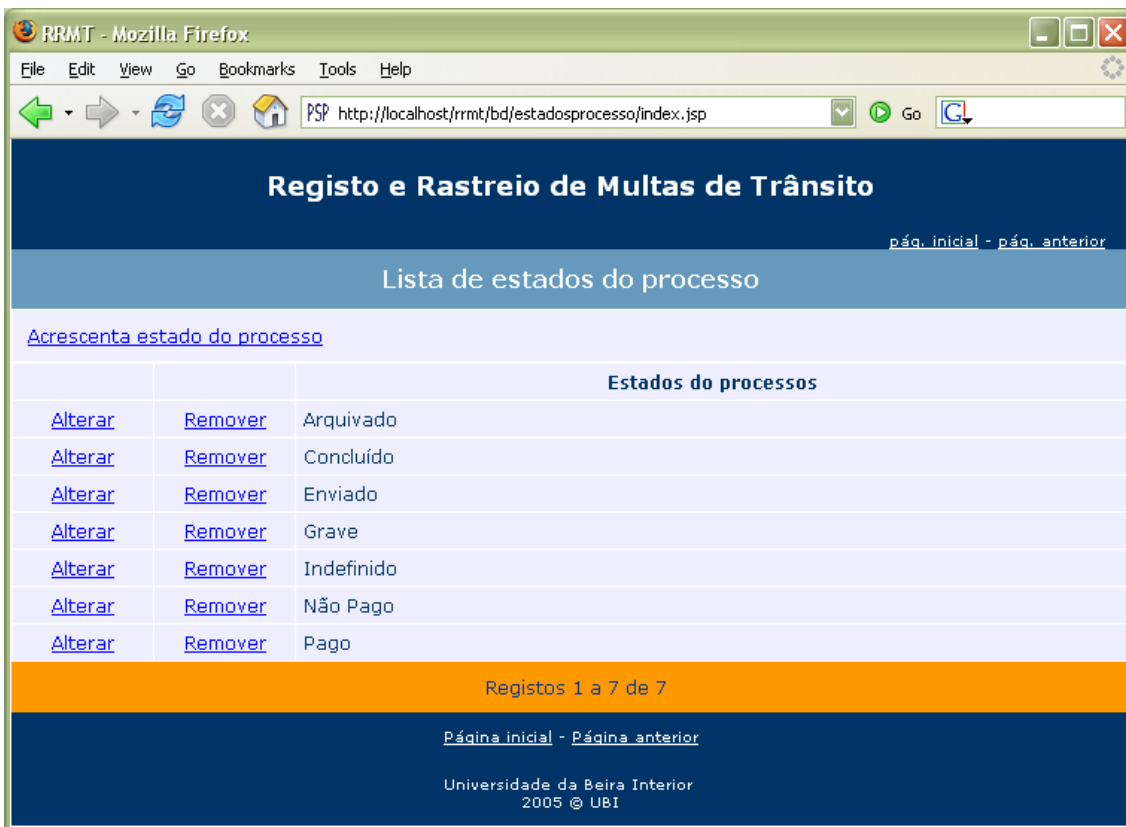 RRMT - Mozilla Firefox
File Edit View Go Bookmarks Tools Help
PSP http://localhost/rrmt/bd/estadosprocesso/index.jsp Go G
Registo e Rastreio de Multas de Trânsito
pág. inicial - pág. anterior
Lista de estados do processo
Acrescenta estado do processo
Estados do processos
Alterar Remover Arquivado
Alterar Remover Concluído
Alterar Remover Enviado
Alterar Remover Grave
Alterar Remover Indefinido
Alterar Remover Não Pago
Alterar Remover Pago
Registos 1 a 7 de 7
Página inicial - Página anterior
Universidade da Beira Interior
2005 @ UBI